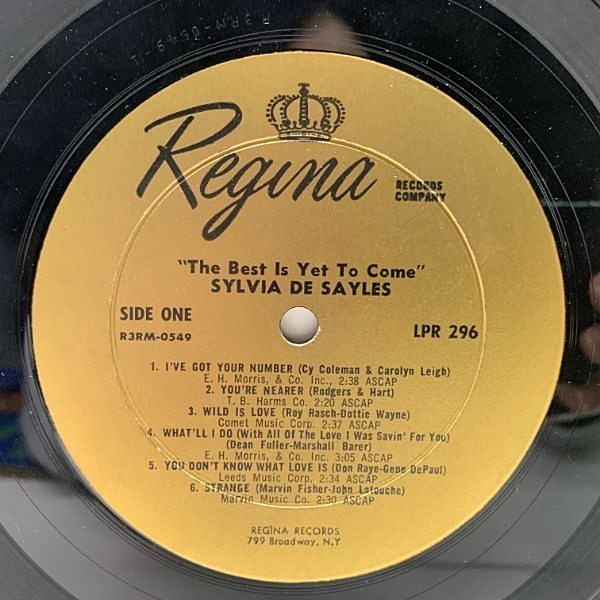 R3RM-0549-1
Regina
RECORDS
COMPANY
"The Best Is Yet To Come"
SYLVIA DE SAYLES
SIDE ONE
R3RM-0549
LPR 296
1. I'VE GOT YOUR NUMBER (Cy Coleman & Carolyn Leigh)
E. H. Morris, & Co. Inc., 2:38 ASCAP
2. YOU'RE NEARER (Rodgers & Hart)
T. B. Harms Co. 2:20 ASCAP
3. WILD IS LOVE (Roy Rasch-Dottie Wayne)
Comet Music Corp. 2:37 ASCAP
4. WHAT'LL I DO (With All Of The Love I Was Savin' For You)
(Dean Fuller-Marshall Barer)
E. H. Morris, & Co. Inc. 3:05 ASCAP
5. YOU DON'T KNOW WHAT LOVE IS (Don Raye-Gene DePaul)
Leeds Music Corp. 2:34 ASCAP
6. STRANGE (Marvin Fisher-John Latouche)
Marvin Music Co. 2:30 ASCAP
REGINA RECORDS
799 Broadway, N.Y